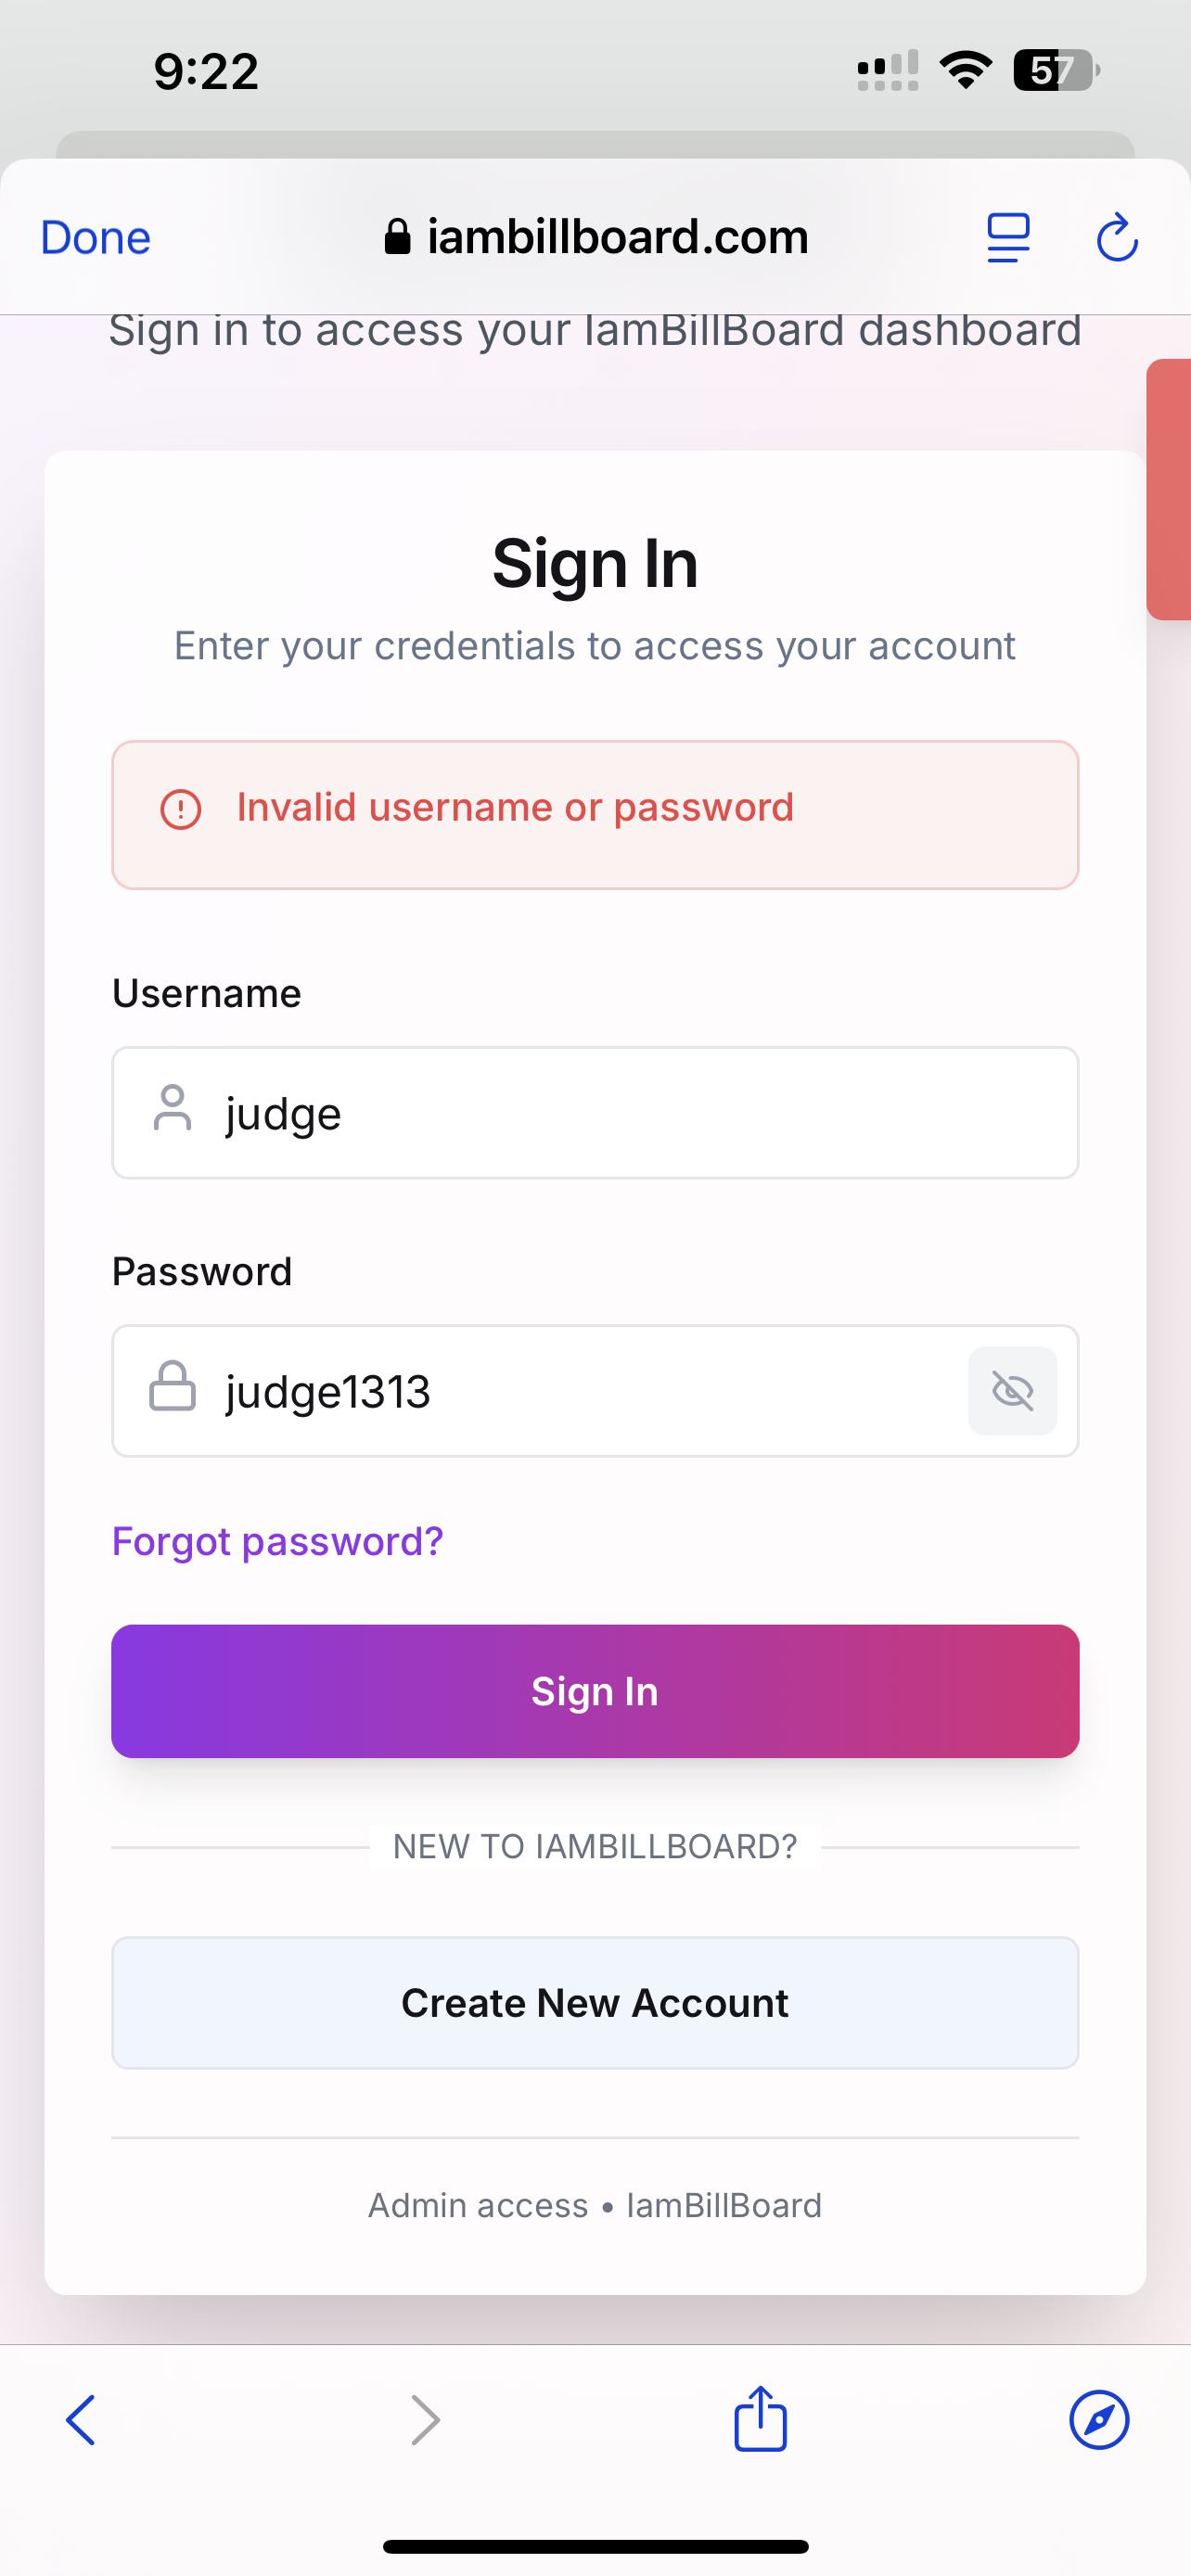 9:22
57
Done
iambillboard.com
Sign in to access your IamBillBoard dashboard
Sign In
Enter your credentials to access your account
Invalid username or password
Username
judge
Password
judge1313
Forgot password?
Sign In
NEW TO IAMBILLBOARD?
Create New Account
Admin access • IamBillBoard